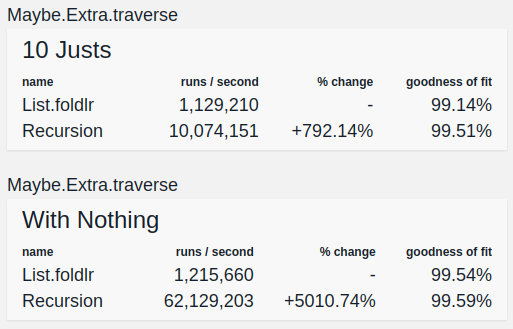 Maybe.Extra.traverse
10 Justs
name runs / second % change goodness of fit
List.foldlr 1,129,210 - 99.14%
Recursion 10,074,151 +792.14% 99.51%
Maybe.Extra.traverse
With Nothing
name runs / second % change goodness of fit
List.foldlr 1,215,660 - 99.54%
Recursion 62,129,203 +5010.74% 99.59%